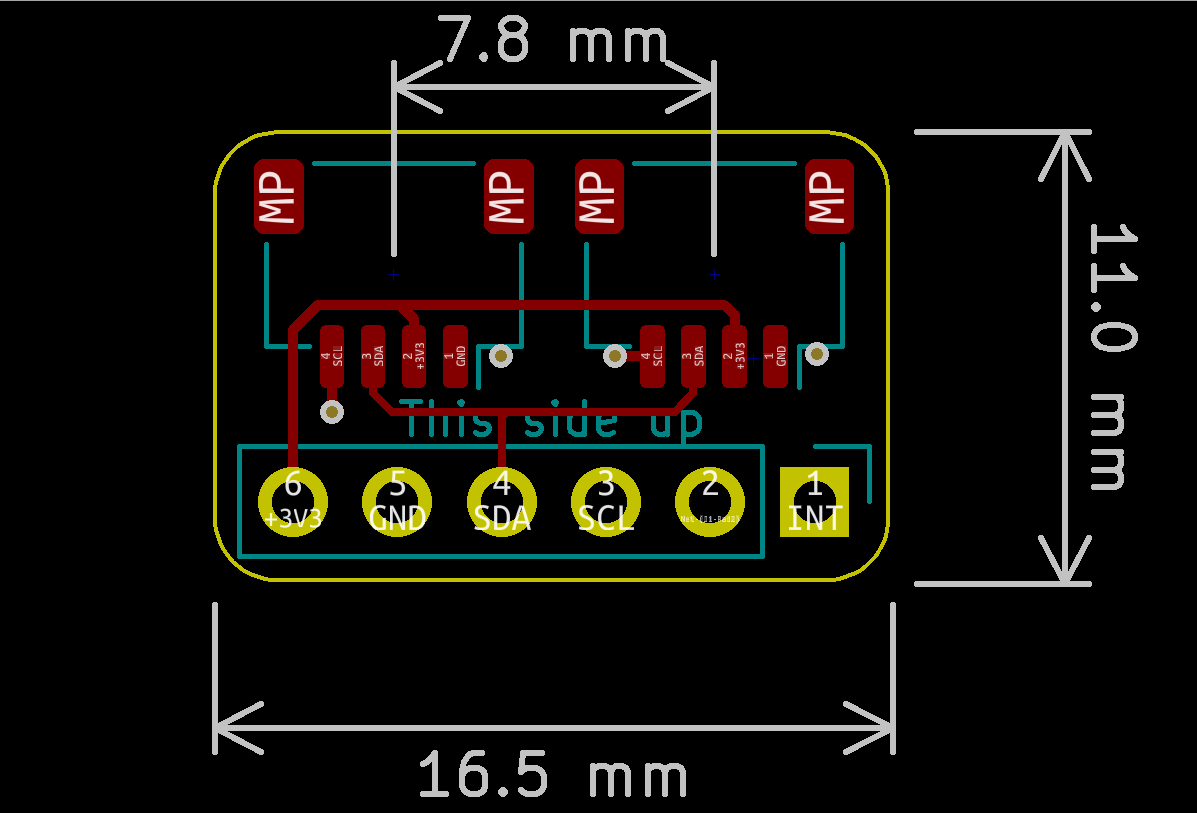 7.8 mm
MP MP MP MP
4 SCL 3 SDA 2 +3V3 1 GND 4 SCL 3 SDA 2 +3V3 1 GND
This side up
6 5 4 3 2 1
+3V3 GND SDA SCL INT
11.0 mm
16.5 mm